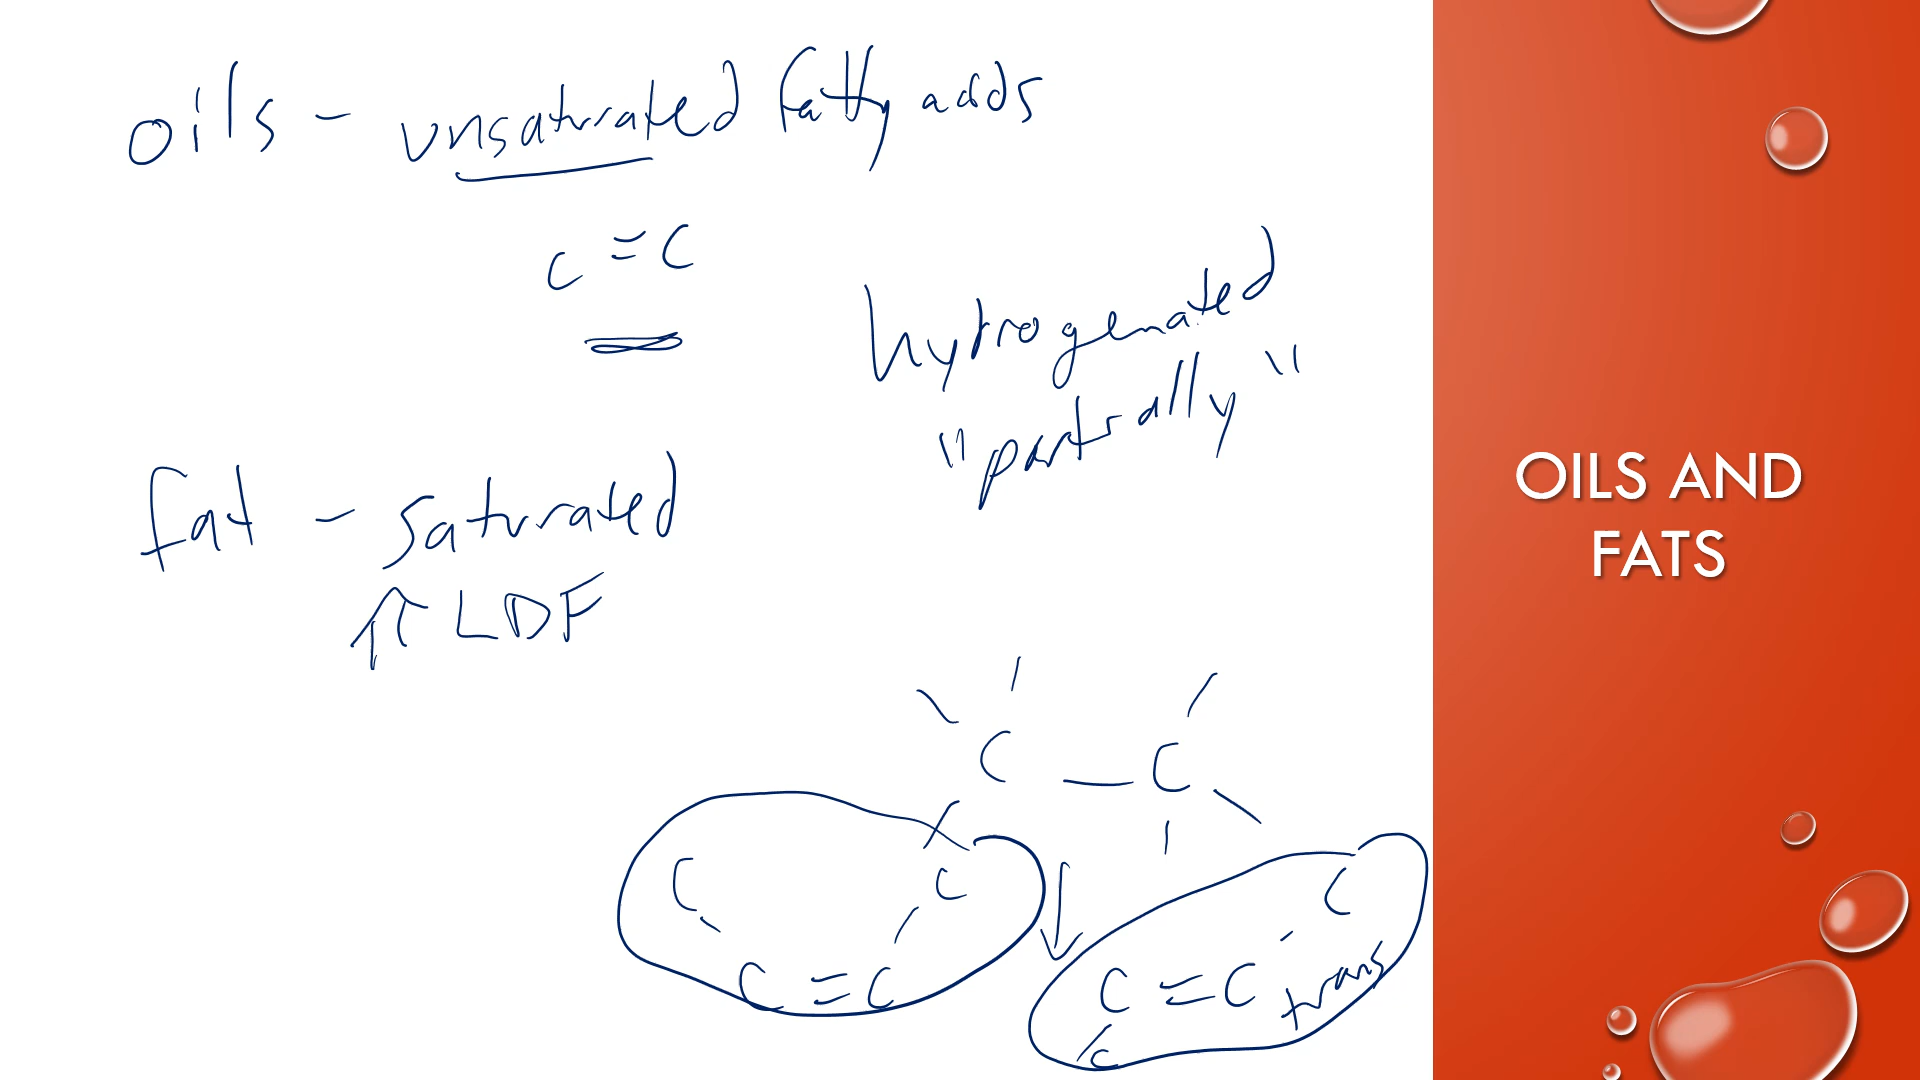 oils - unsaturated fatty acids
C = C
hydrogenated
"partially"
fat - saturated
↑ LDF
C — C
C C
C = C
C
C = C trans
C
OILS AND
FATS